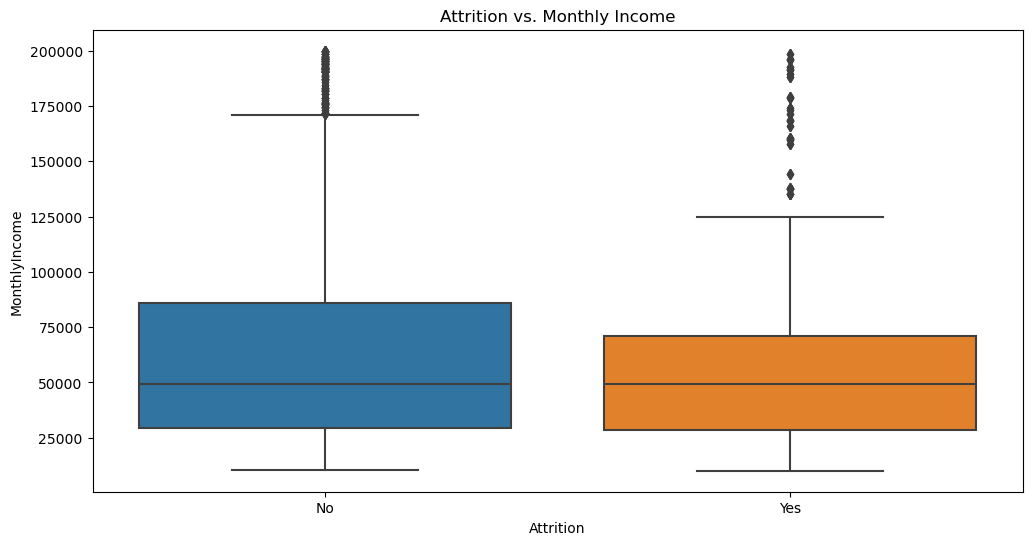 Attrition vs. Monthly Income
200000
175000
150000
125000
100000
75000
50000
25000
MonthlyIncome
No
Yes
Attrition